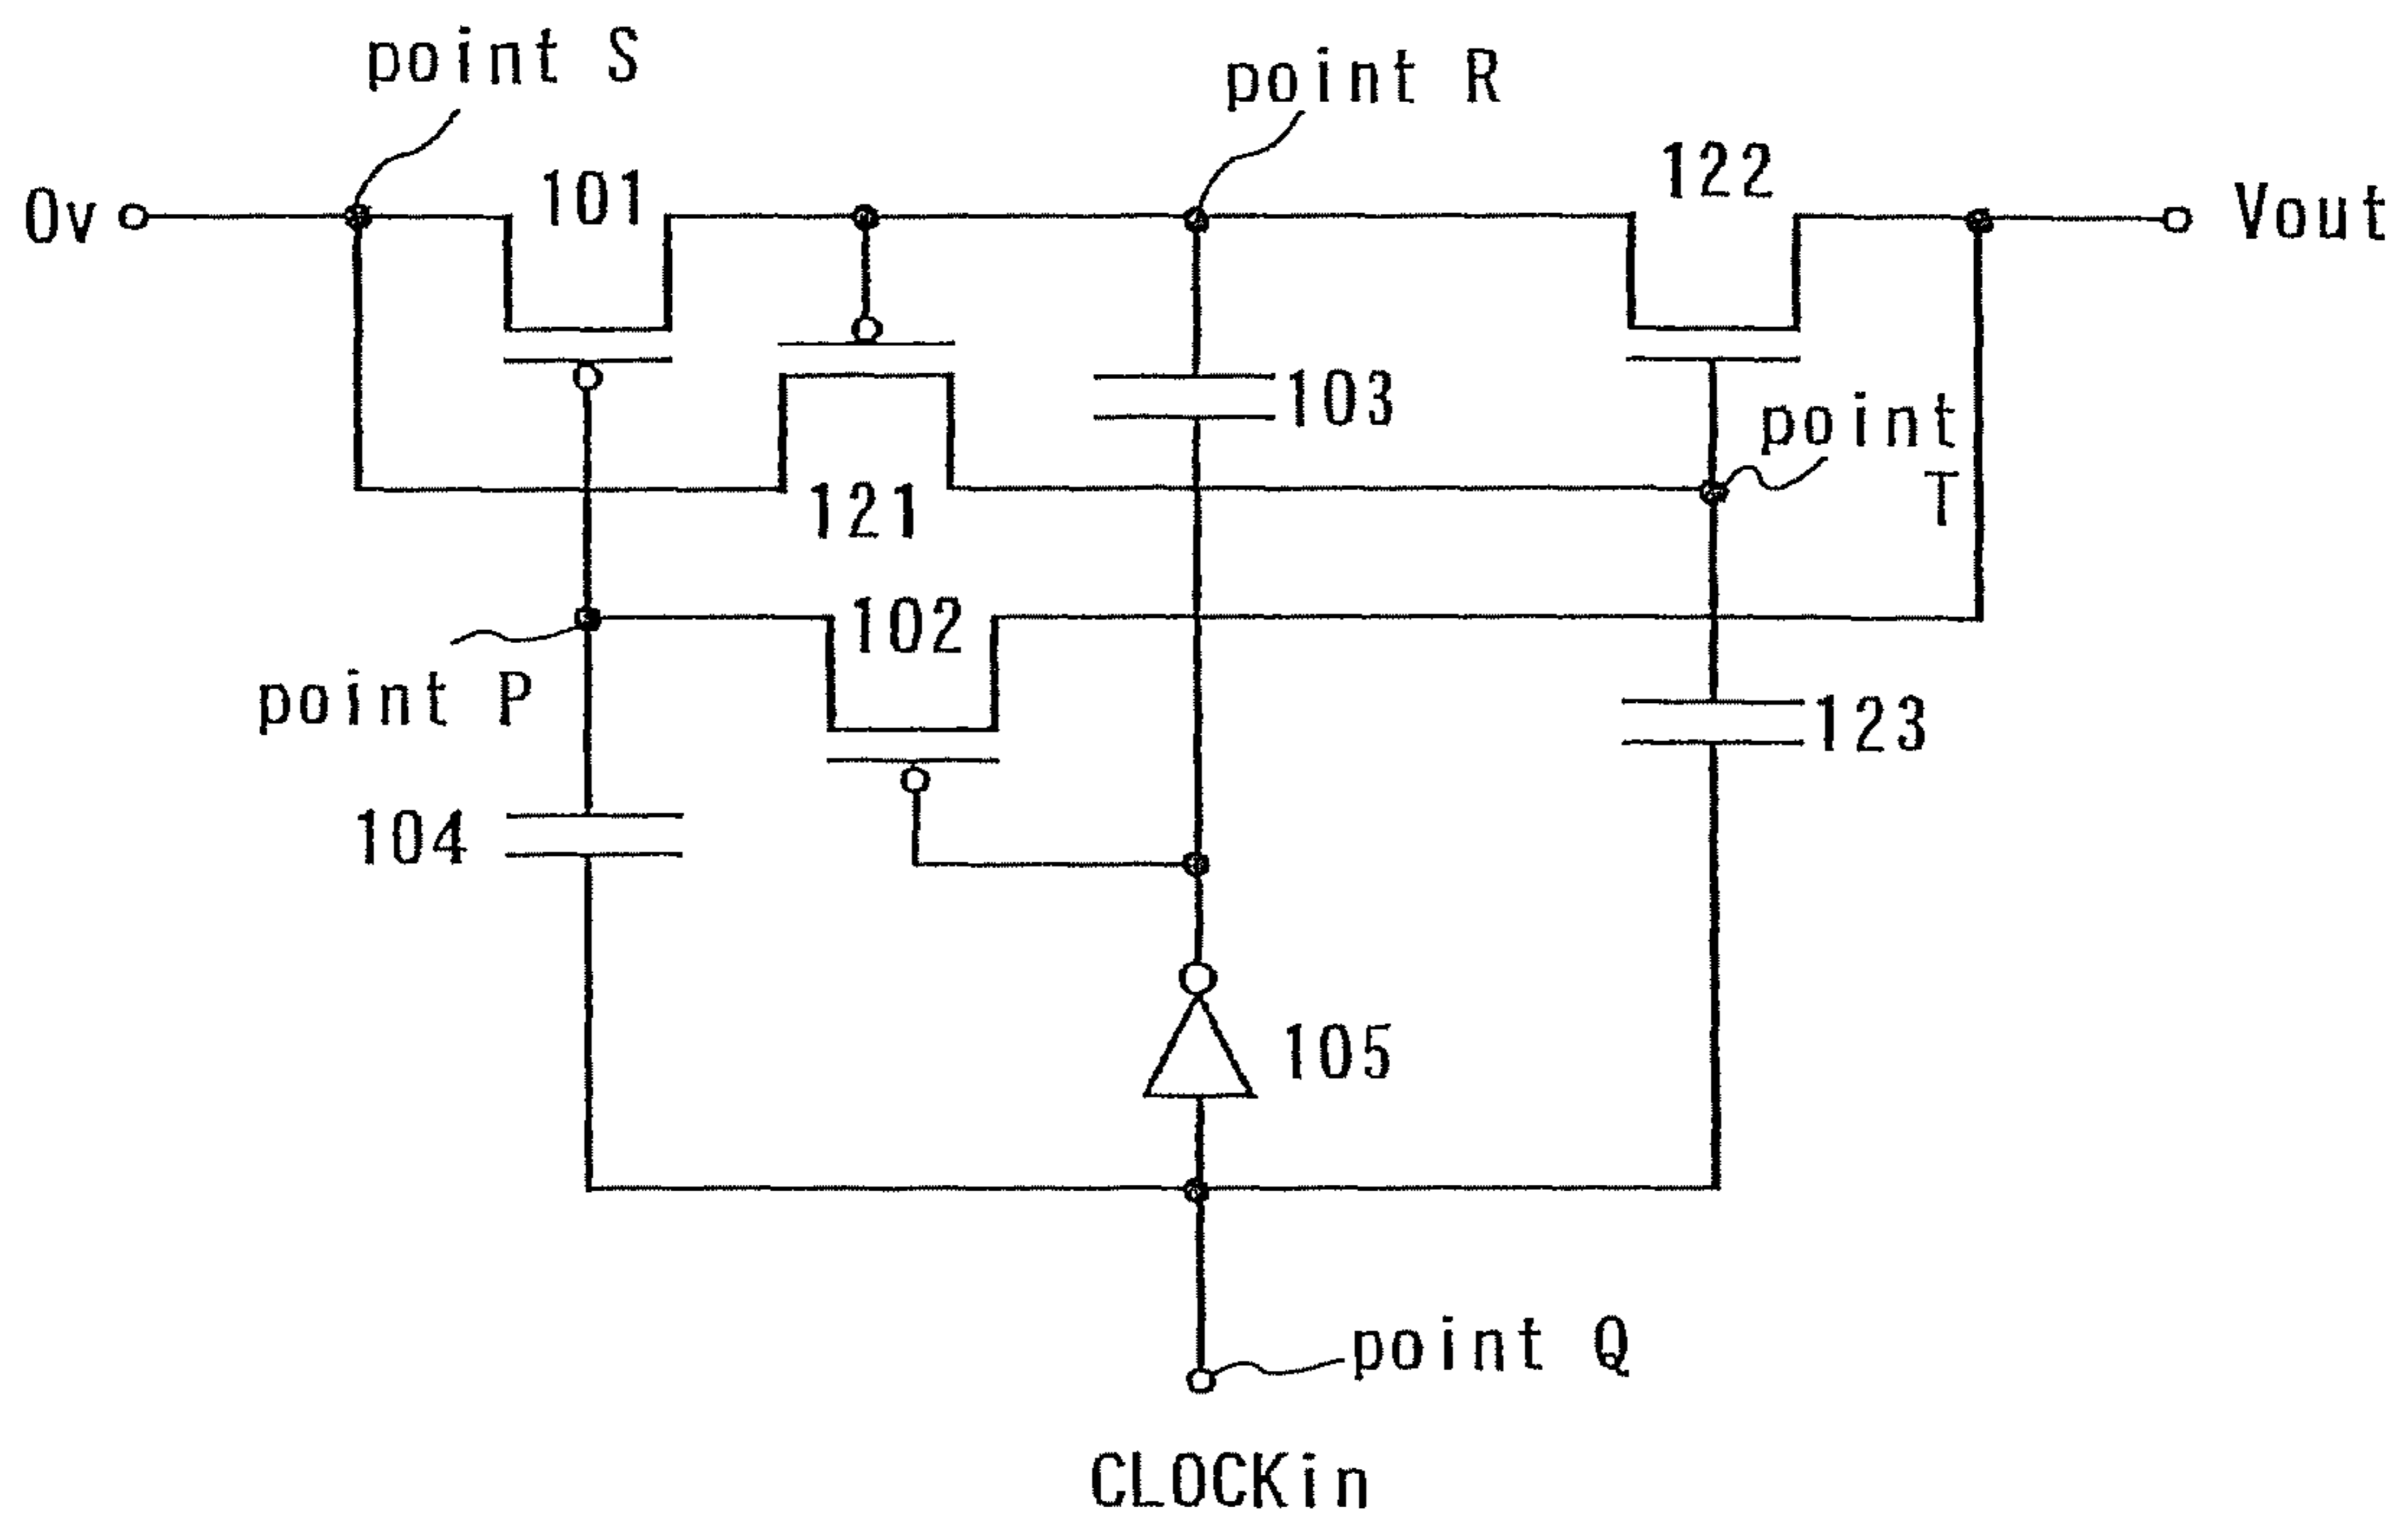 point S
point R
101
122
0v
Vout
103
point
T
121
102
point P
123
104
105
point Q
CLOCKin